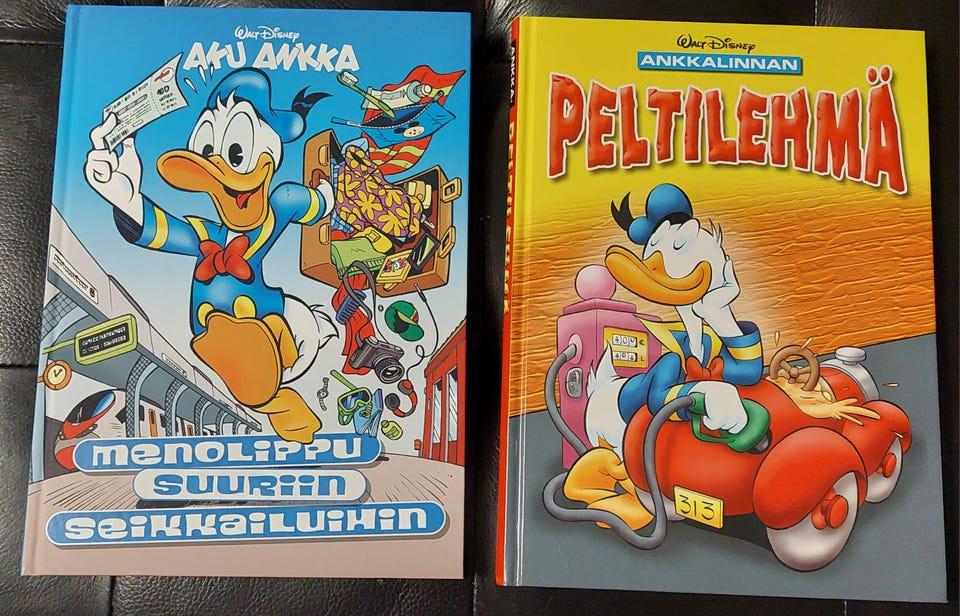 Walt Disney
AKU ANKKA
MENOLIPPU
SUURIIN
SEIKKAILUIHIN
Walt Disney
ANKKALINNAN
PELTILEHMÄ
313